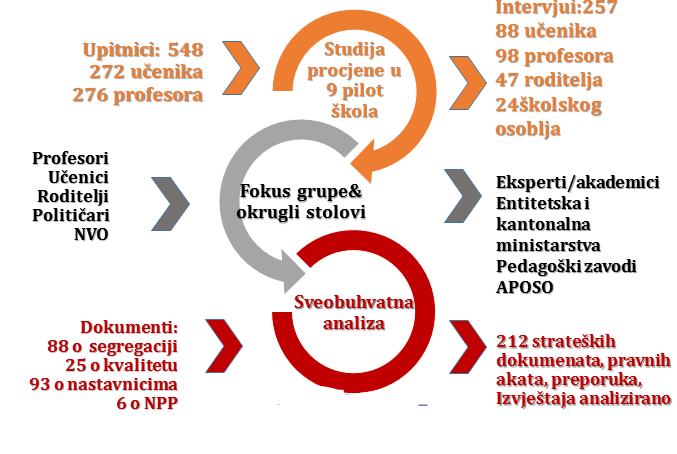 Upitnici: 548
272 učenika
276 profesora
Studija
procjene u
9 pilot
škola
Intervjui:257
88 učenika
98 profesora
47 roditelja
24školskog
osoblja
Profesori
Učenici
Roditelji
Političari
NVO
Fokus grupe&
okrugli stolovi
Eksperti/akademici
Entitetska i
kantonalna
ministarstva
Pedagoški zavodi
APOSO
Dokumenti:
88 o segregaciji
25 o kvalitetu
93 o nastavnicima
6 o NPP
Sveobuhvatna
analiza
212 strateških
dokumenata, pravnih
akata, preporuka,
Izvještaja analizirano